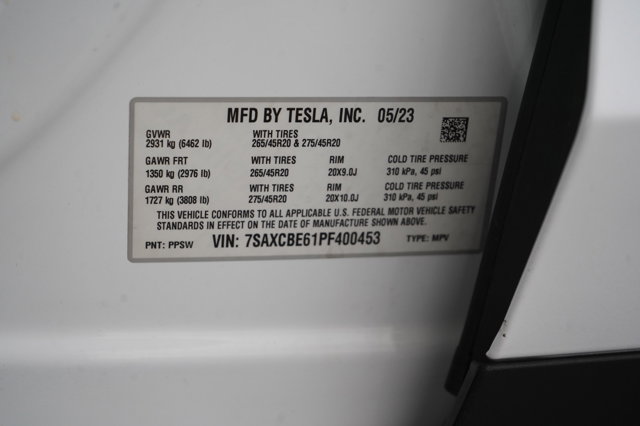 MFD BY TESLA, INC. 05/23
GVWR WITH TIRES
2931 kg (6462 lb) 265/45R20 & 275/45R20
GAWR FRT WITH TIRES RIM COLD TIRE PRESSURE
1350 kg (2976 lb) 265/45R20 20X9.0J 310 kPa, 45 psi
GAWR RR WITH TIRES RIM COLD TIRE PRESSURE
1727 kg (3808 lb) 275/45R20 20X10.0J 310 kPa, 45 psi
THIS VEHICLE CONFORMS TO ALL APPLICABLE U.S. FEDERAL MOTOR VEHICLE SAFETY
STANDARDS IN EFFECT ON THE DATE OF MANUFACTURE SHOWN ABOVE.
PNT: PPSW VIN: 7SAXCBE61PF400453 TYPE: MPV